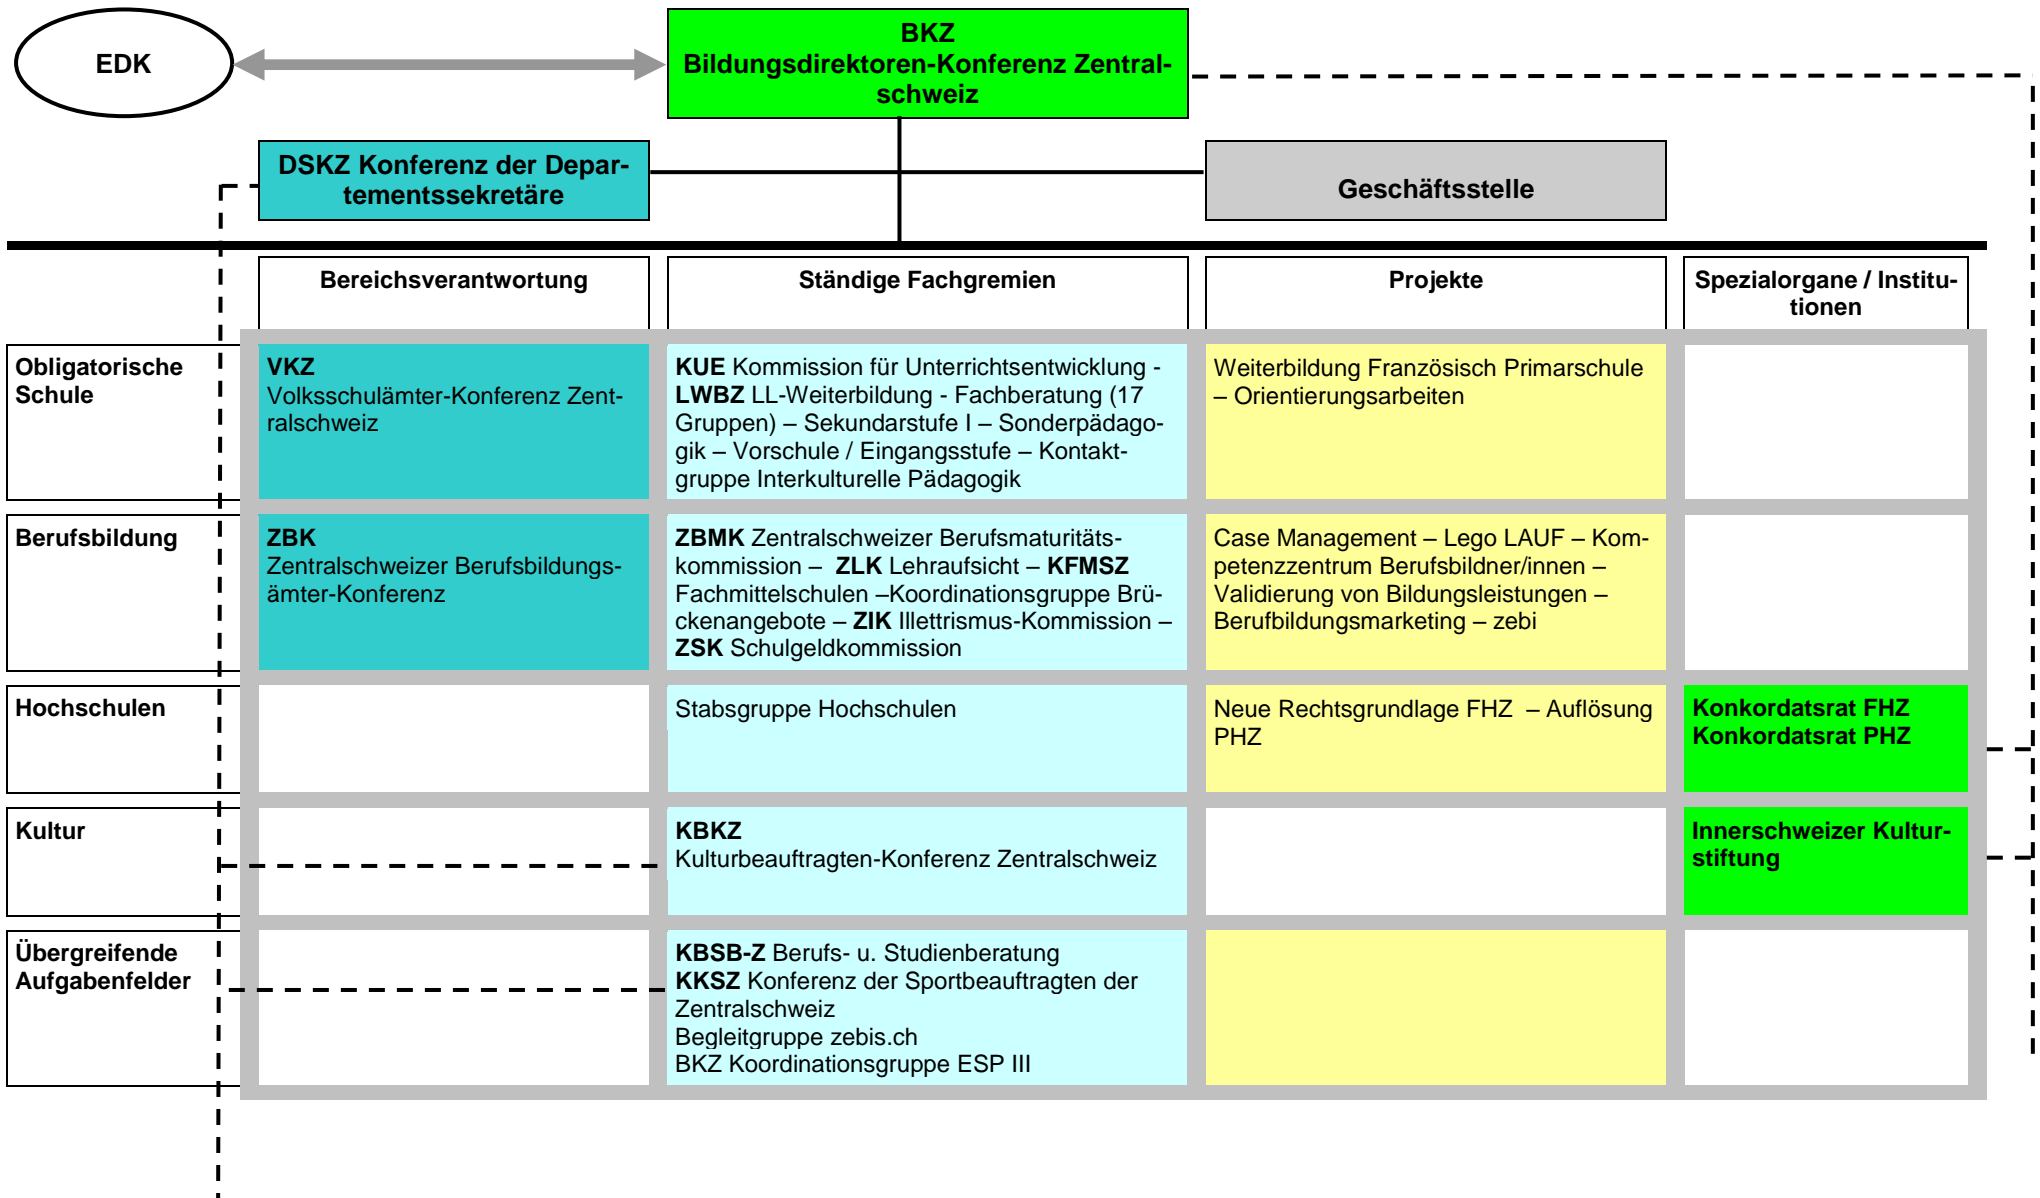 EDK
BKZ
Bildungsdirektoren-Konferenz Zentral-
schweiz
DSKZ Konferenz der Depar-
tementssekretäre
Geschäftsstelle
Bereichsverantwortung
Ständige Fachgremien
Projekte
Spezialorgane / Institu-
tionen
Obligatorische
Schule
VKZ
Volksschulämter-Konferenz Zent-
ralschweiz
KUE Kommission für Unterrichtsentwicklung -
LWBZ LL-Weiterbildung - Fachberatung (17
Gruppen) – Sekundarstufe I – Sonderpädago-
gik – Vorschule / Eingangsstufe – Kontakt-
gruppe Interkulturelle Pädagogik
Weiterbildung Französisch Primarschule
– Orientierungsarbeiten
Berufsbildung
ZBK
Zentralschweizer Berufsbildungs-
ämter-Konferenz
ZBMK Zentralschweizer Berufsmaturitäts-
kommission – ZLK Lehraufsicht – KFMSZ
Fachmittelschulen –Koordinationsgruppe Brü-
ckenangebote – ZIK Illettrismus-Kommission –
ZSK Schulgeldkommission
Case Management – Lego LAUF – Kom-
petenzzentrum Berufsbildner/innen –
Validierung von Bildungsleistungen –
Berufbildungsmarketing – zebi
Hochschulen
Stabsgruppe Hochschulen
Neue Rechtsgrundlage FHZ – Auflösung
PHZ
Konkordatsrat FHZ
Konkordatsrat PHZ
Kultur
KBKZ
Kulturbeauftragten-Konferenz Zentralschweiz
Innerschweizer Kultur-
stiftung
Übergreifende
Aufgabenfelder
KBSB-Z Berufs- u. Studienberatung
KKSZ Konferenz der Sportbeauftragten der
Zentralschweiz
Begleitgruppe zebis.ch
BKZ Koordinationsgruppe ESP III